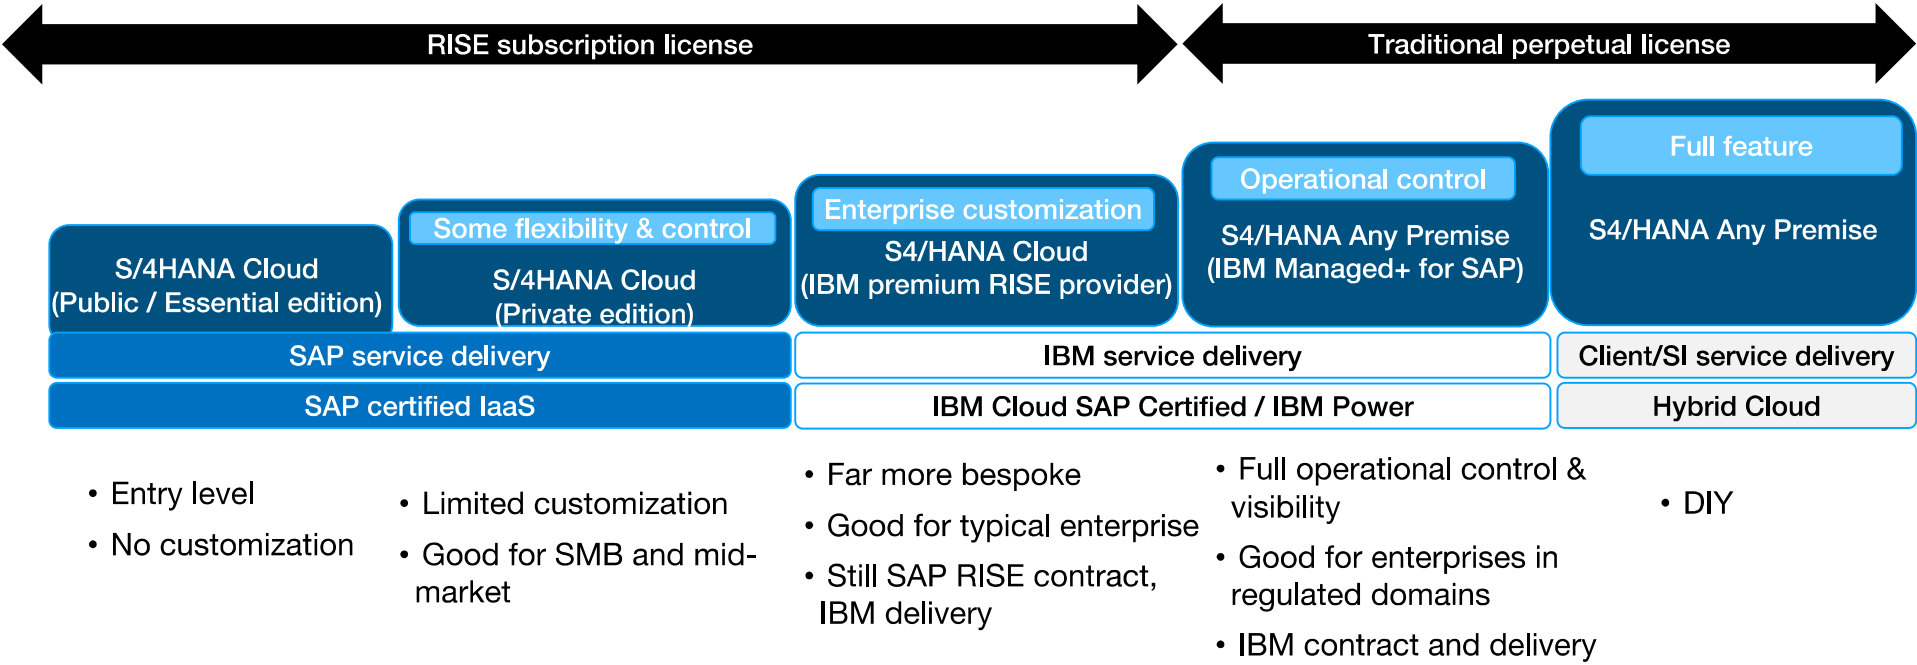 RISE subscription license
Traditional perpetual license
S/4HANA Cloud
(Public / Essential edition)
Some flexibility & control
S/4HANA Cloud
(Private edition)
Enterprise customization
S4/HANA Cloud
(IBM premium RISE provider)
Operational control
S4/HANA Any Premise
(IBM Managed+ for SAP)
Full feature
S4/HANA Any Premise
SAP service delivery
IBM service delivery
Client/SI service delivery
SAP certified IaaS
IBM Cloud SAP Certified / IBM Power
Hybrid Cloud
• Entry level
• No customization
• Limited customization
• Good for SMB and mid-
market
• Far more bespoke
• Good for typical enterprise
• Still SAP RISE contract,
IBM delivery
• Full operational control &
visibility
• Good for enterprises in
regulated domains
• IBM contract and delivery
• DIY